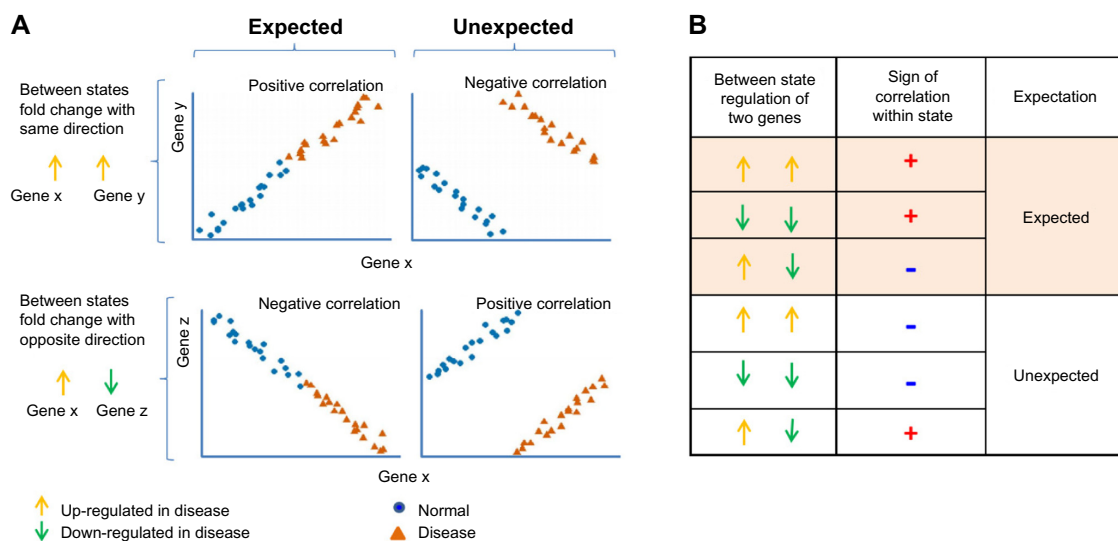 A
Expected
Unexpected
Between states
fold change with
same direction
Gene x
Gene y
Gene y
Positive correlation
Negative correlation
Gene x
Between states
fold change with
opposite direction
Gene x
Gene z
Gene z
Negative correlation
Positive correlation
Gene x
Up-regulated in disease
Down-regulated in disease
Normal
Disease
B
Between state
regulation of
two genes
Sign of
correlation
within state
Expectation
+
+
Expected
-
-
-
Unexpected
+